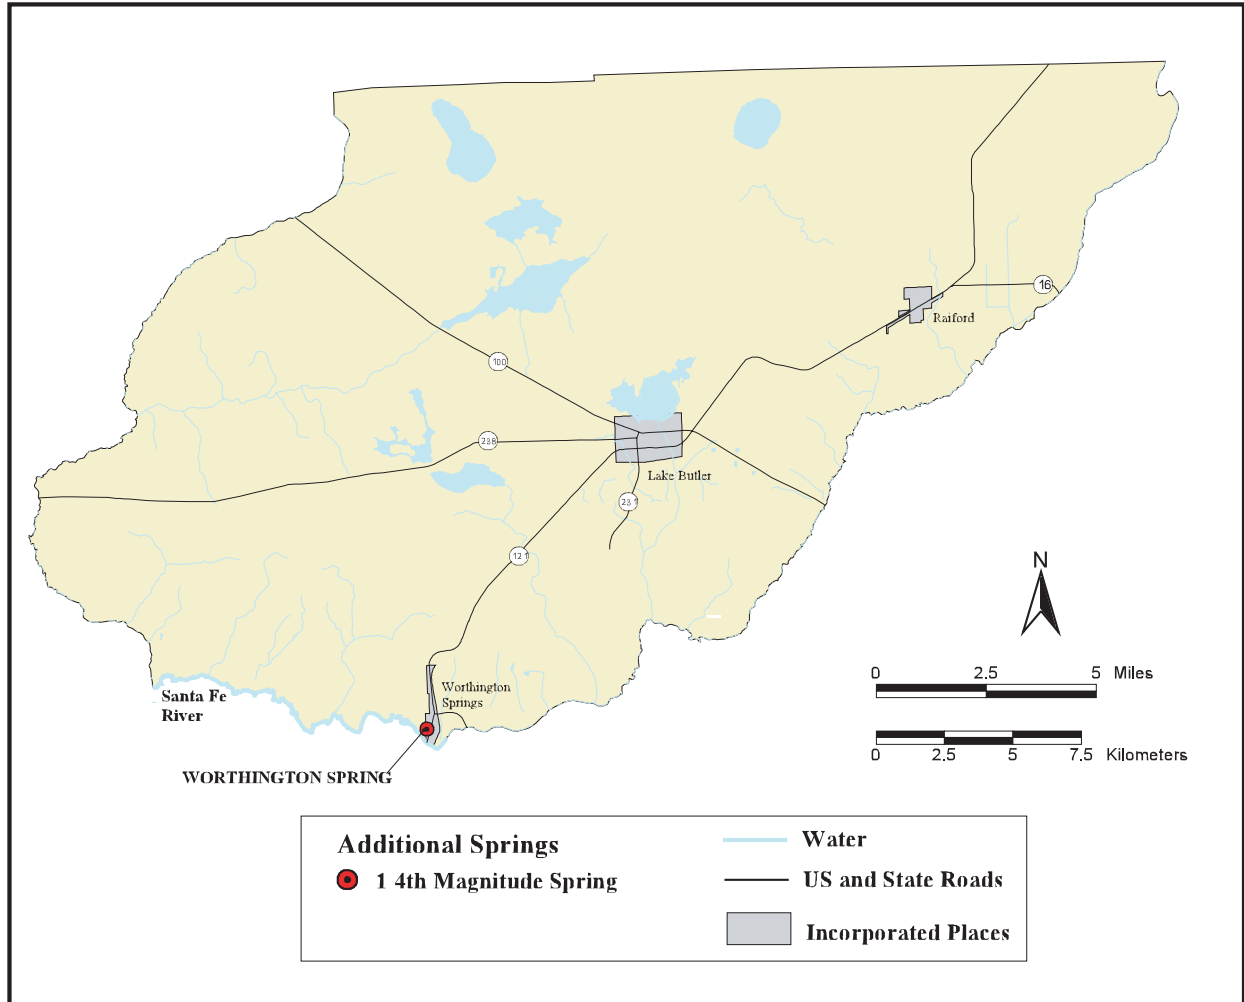 16
Raiford
100
238
Lake Butler
231
121
N
0 2.5 5 Miles
Santa Fe
River
Worthington
Springs
0 2.5 5 7.5 Kilometers
WORTHINGTON SPRING
Additional Springs
1 4th Magnitude Spring
Water
US and State Roads
Incorporated Places